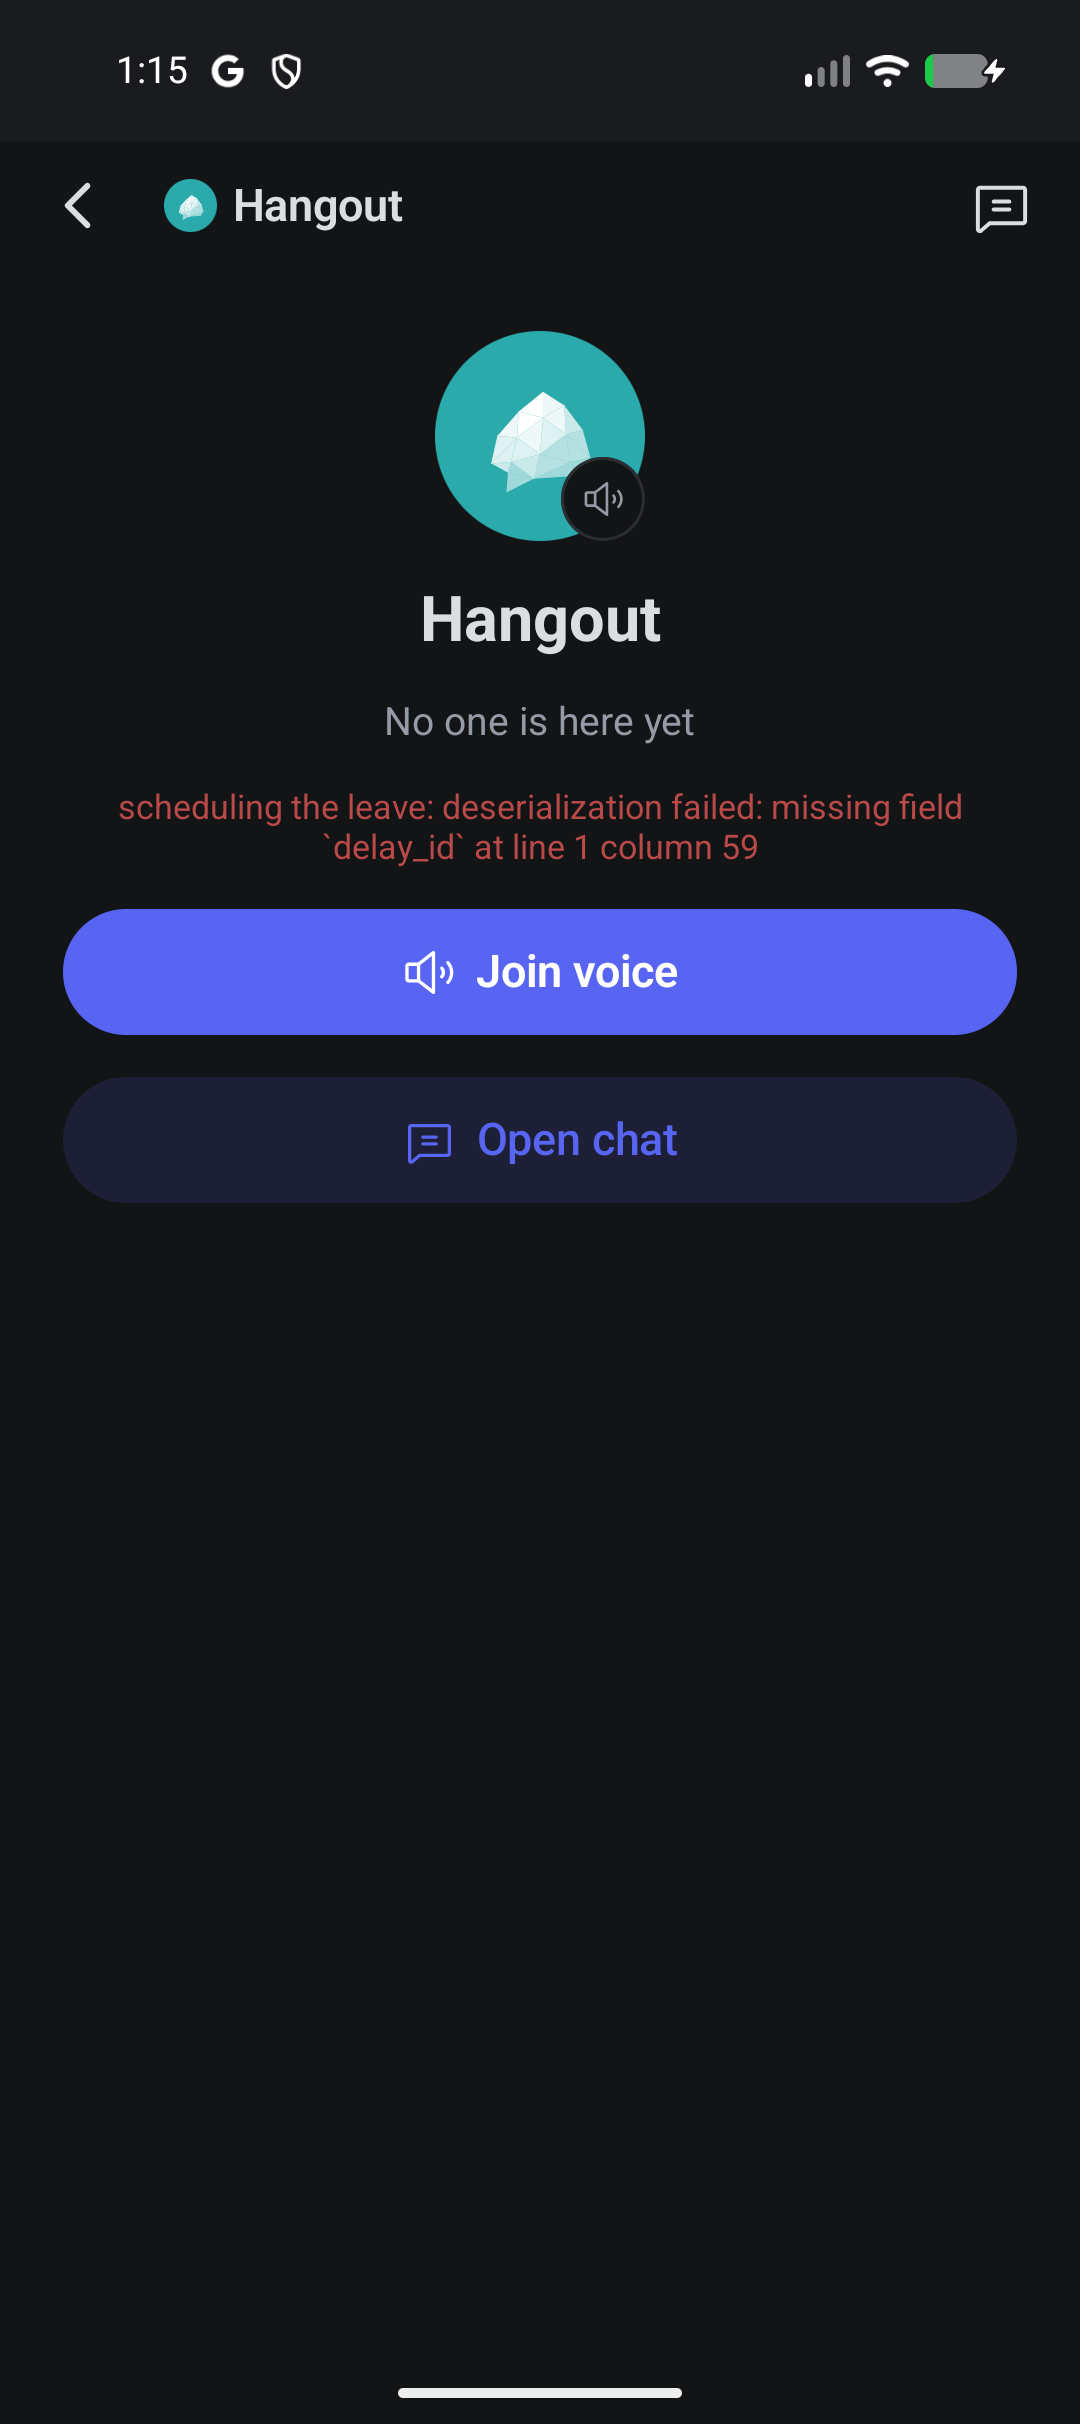 1:15
Hangout
Hangout
No one is here yet
scheduling the leave: deserialization failed: missing field
`delay_id` at line 1 column 59
Join voice
Open chat